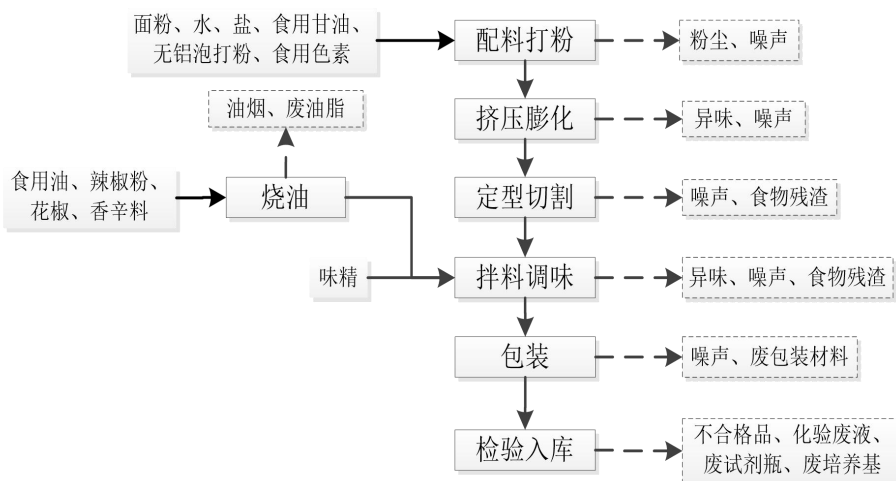 面粉、水、盐、食用甘油、
无铝泡打粉、食用色素
配料打粉
粉尘、噪声
油烟、废油脂
挤压膨化
异味、噪声
食用油、辣椒粉、
花椒、香辛料
烧油
定型切割
噪声、食物残渣
味精
拌料调味
异味、噪声、食物残渣
包装
噪声、废包装材料
检验入库
不合格品、化验废液、
废试剂瓶、废培养基